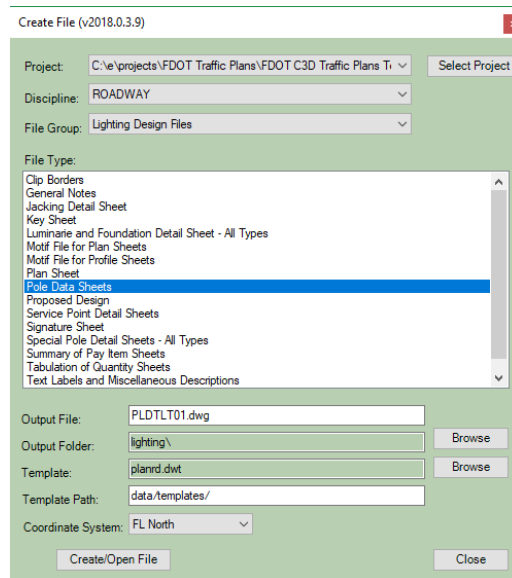 Create File (v2018.0.3.9)
Project: C:\e\projects\FDOT Traffic Plans\FDOT C3D Traffic Plans T Select Project
Discipline: ROADWAY
File Group: Lighting Design Files
File Type:
Clip Borders
General Notes
Jacking Detail Sheet
Key Sheet
Luminarie and Foundation Detail Sheet - All Types
Motif File for Plan Sheets
Motif File for Profile Sheets
Plan Sheet
Pole Data Sheets
Proposed Design
Service Point Detail Sheets
Signature Sheet
Special Pole Detail Sheets - All Types
Summary of Pay Item Sheets
Tabulation of Quantity Sheets
Text Labels and Miscellaneous Descriptions
Output File: PLDTLT01.dwg
Output Folder: lighting\ Browse
Template: planrd.dwt Browse
Template Path: data/templates/
Coordinate System: FL North
Create/Open File Close